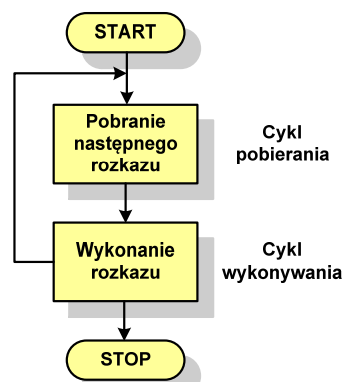 START
Pobranie
następnego
rozkazu
Cykl
pobierania
Wykonanie
rozkazu
Cykl
wykonywania
STOP